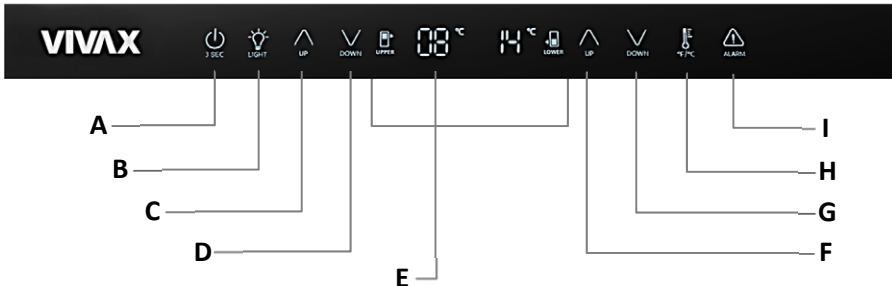 VIVAX 3 SEC LIGHT UP DOWN UPPER 08 °C 14 °C LOWER UP DOWN °F/°C ALARM
A
I
B
H
C
G
D
F
E